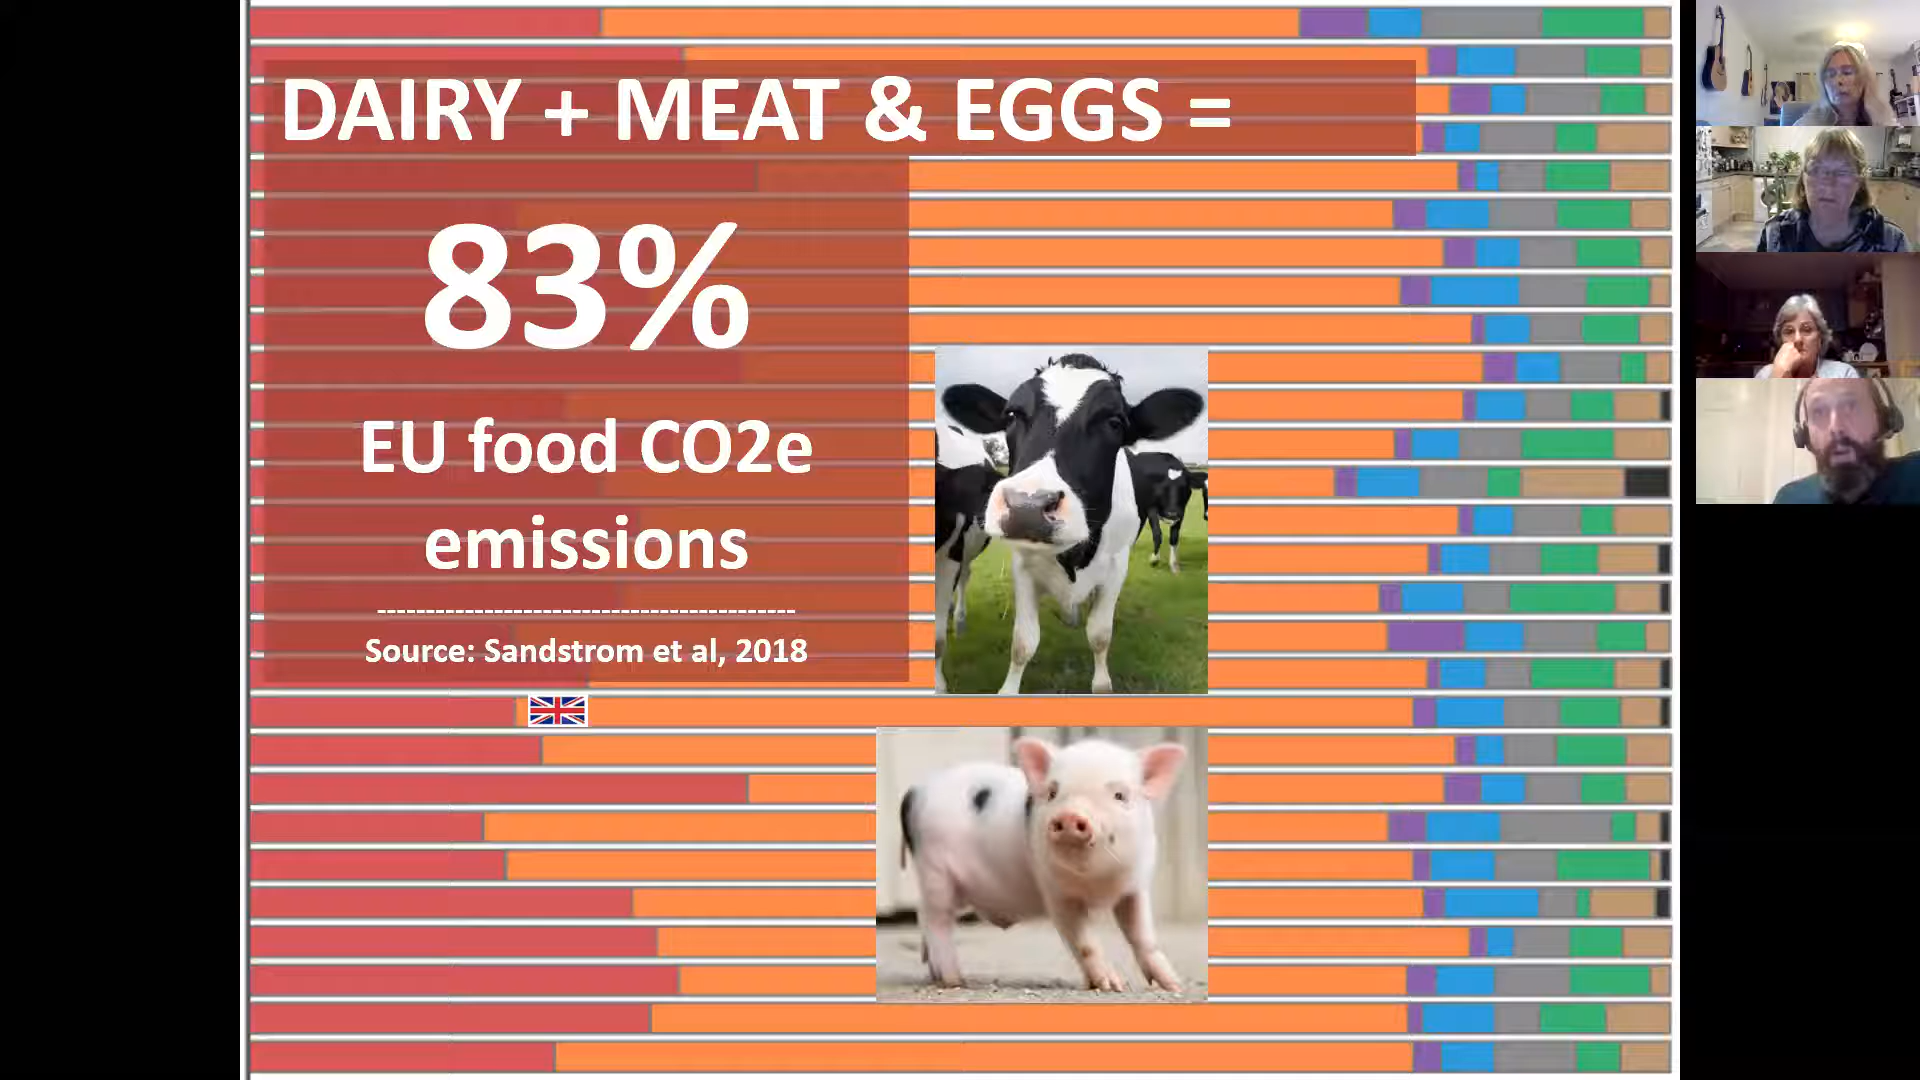 DAIRY + MEAT & EGGS =
83%
EU food CO2e
emissions
-------------------------------------------
Source: Sandstrom et al, 2018